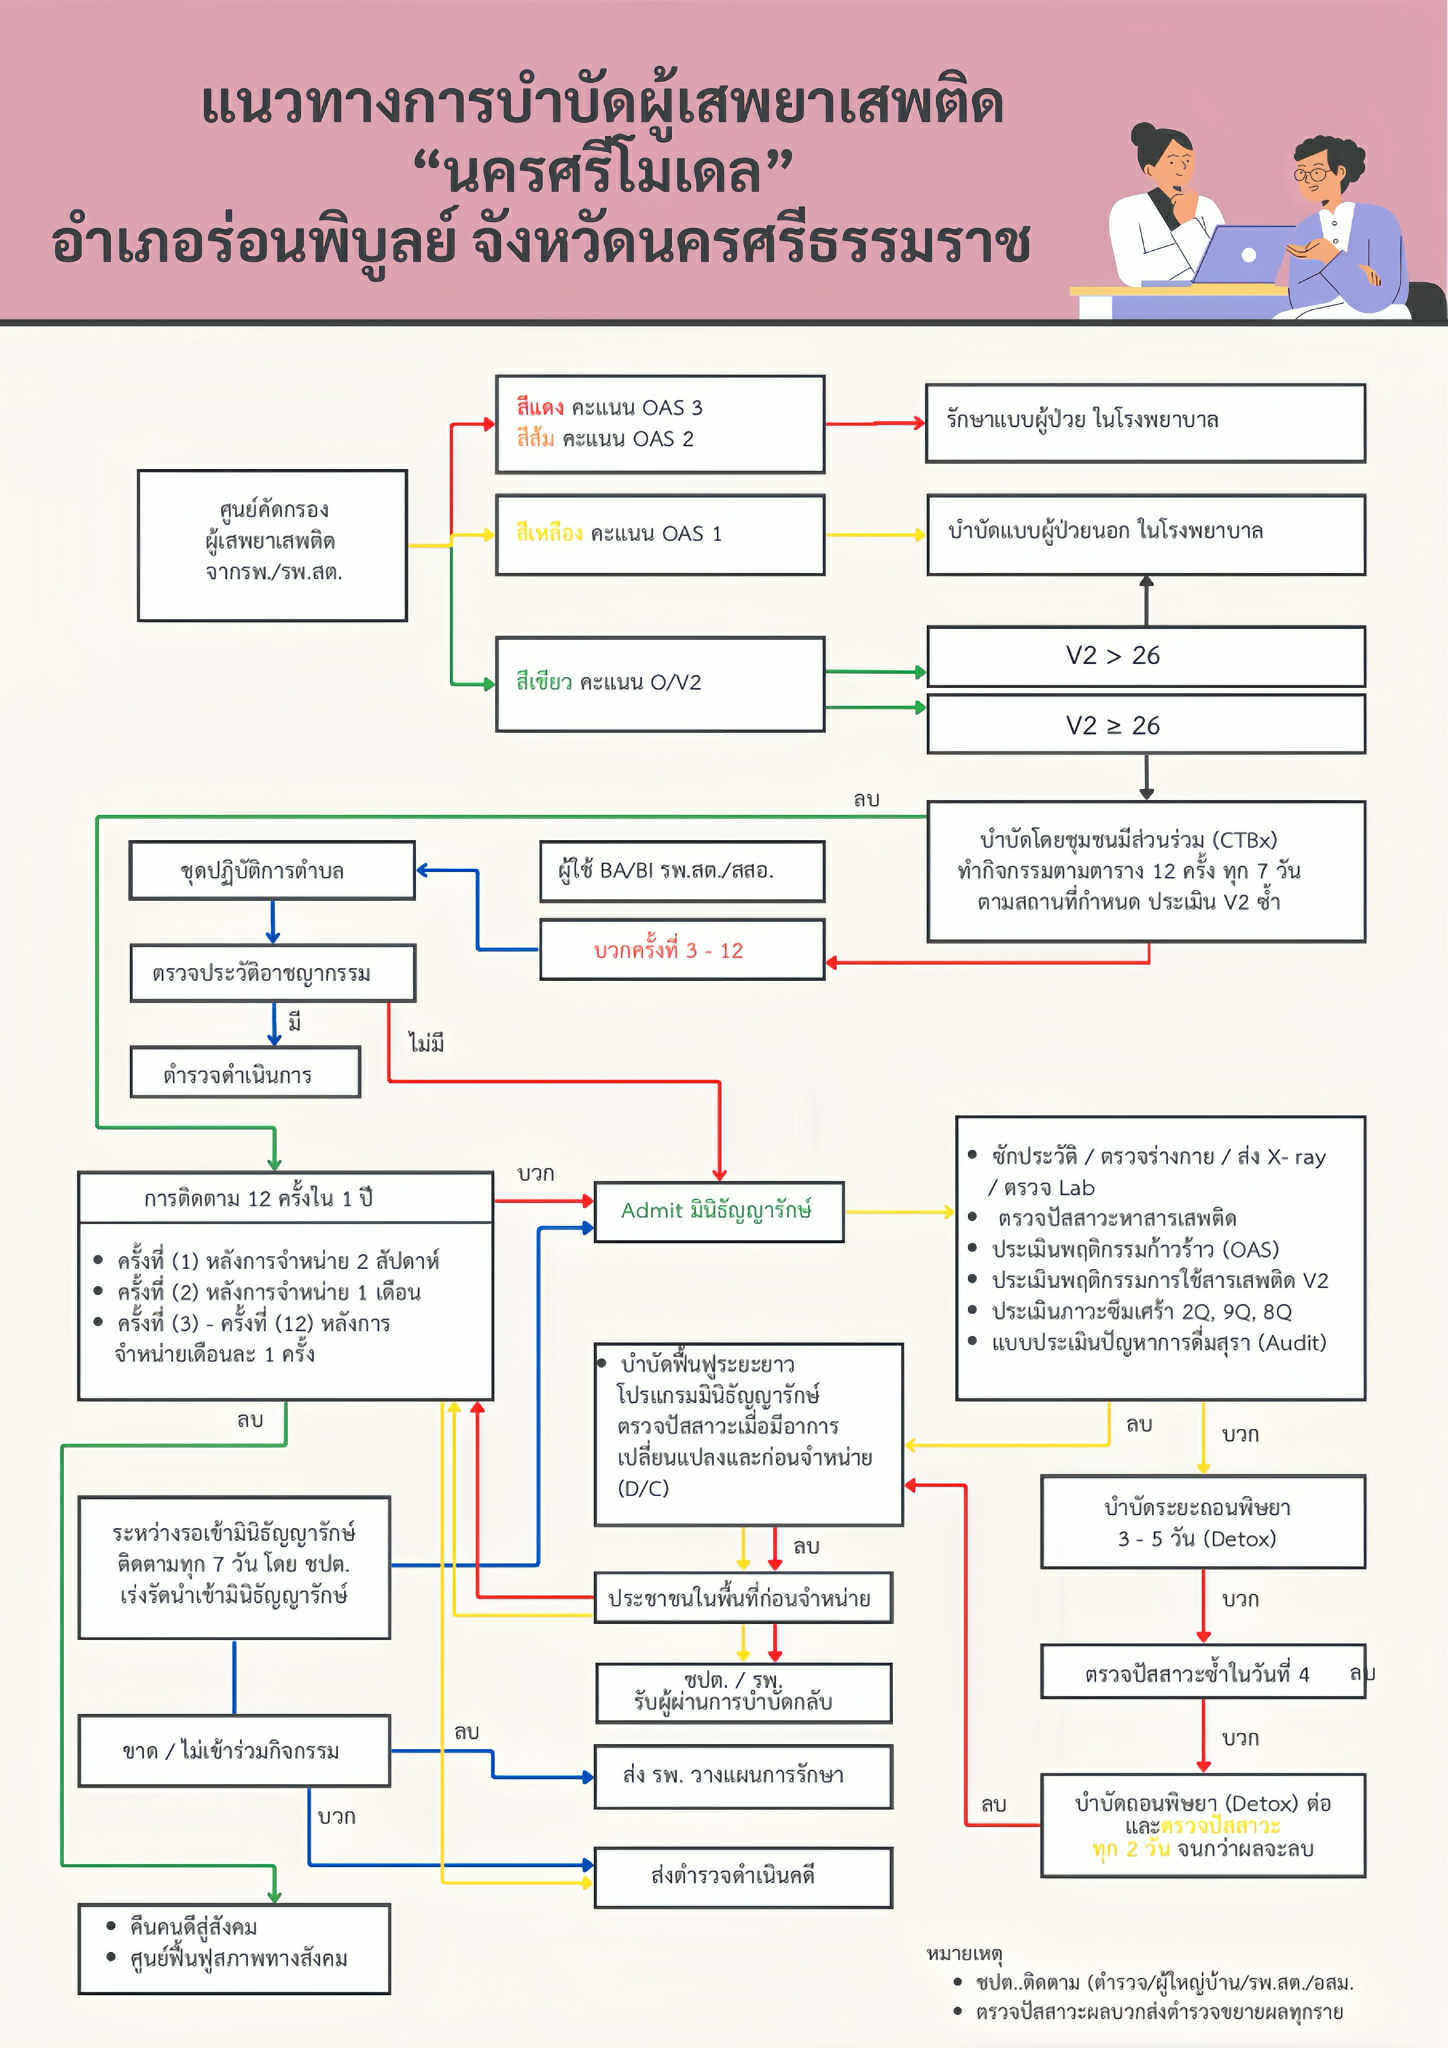 แนวทางการบำบัดผู้เสพยาเสพติด
“นครศรีโมเดล”
อำเภอร่อนพิบูลย์ จังหวัดนครศรีธรรมราช
ศูนย์คัดกรอง
ผู้เสพยาเสพติด
จากรพ./รพ.สต.
สีแดง คะแนน OAS 3
สีส้ม คะแนน OAS 2
รักษาแบบผู้ป่วย ในโรงพยาบาล
สีเหลือง คะแนน OAS 1
บำบัดแบบผู้ป่วยนอก ในโรงพยาบาล
สีเขียว คะแนน O/V2
V2 > 26
V2 ≥ 26
ลบ
บำบัดโดยชุมชนมีส่วนร่วม (CTBx)
ทำกิจกรรมตามตาราง 12 ครั้ง ทุก 7 วัน
ตามสถานที่กำหนด ประเมิน V2 ซ้ำ
ชุดปฏิบัติการตำบล
ผู้ใช้ BA/BI รพ.สต./สสอ.
บวกครั้งที่ 3 - 12
ตรวจประวัติอาชญากรรม
มี
ไม่มี
ตำรวจดำเนินการ
การติดตาม 12 ครั้งใน 1 ปี
• ครั้งที่ (1) หลังการจำหน่าย 2 สัปดาห์
• ครั้งที่ (2) หลังการจำหน่าย 1 เดือน
• ครั้งที่ (3) - ครั้งที่ (12) หลังการ
จำหน่ายเดือนละ 1 ครั้ง
บวก
Admit มินิธัญญารักษ์
• ซักประวัติ / ตรวจร่างกาย / ส่ง X- ray
/ ตรวจ Lab
• ตรวจปัสสาวะหาสารเสพติด
• ประเมินพฤติกรรมก้าวร้าว (OAS)
• ประเมินพฤติกรรมการใช้สารเสพติด V2
• ประเมินภาวะซึมเศร้า 2Q, 9Q, 8Q
• แบบประเมินปัญหาการดื่มสุรา (Audit)
• บำบัดฟื้นฟูระยะยาว
โปรแกรมมินิธัญญารักษ์
ตรวจปัสสาวะเมื่อมีอาการ
เปลี่ยนแปลงและก่อนจำหน่าย
(D/C)
ลบ
ลบ
บวก
บำบัดระยะถอนพิษยา
3 - 5 วัน (Detox)
ระหว่างรอเข้ามินิธัญญารักษ์
ติดตามทุก 7 วัน โดย ชปต.
เร่งรัดนำเข้ามินิธัญญารักษ์
ลบ
ประชาชนในพื้นที่ก่อนจำหน่าย
บวก
ตรวจปัสสาวะซ้ำในวันที่ 4
ลบ
ชปต. / รพ.
รับผู้ผ่านการบำบัดกลับ
บวก
ขาด / ไม่เข้าร่วมกิจกรรม
ลบ
ส่ง รพ. วางแผนการรักษา
บวก
ส่งตำรวจดำเนินคดี
ลบ
บำบัดถอนพิษยา (Detox) ต่อ
และตรวจปัสสาวะ
ทุก 2 วัน จนกว่าผลจะลบ
• คืนคนดีสู่สังคม
• ศูนย์ฟื้นฟูสภาพทางสังคม
หมายเหตุ
• ชปต..ติดตาม (ตำรวจ/ผู้ใหญ่บ้าน/รพ.สต./อสม.
• ตรวจปัสสาวะผลบวกส่งตำรวจขยายผลทุกราย